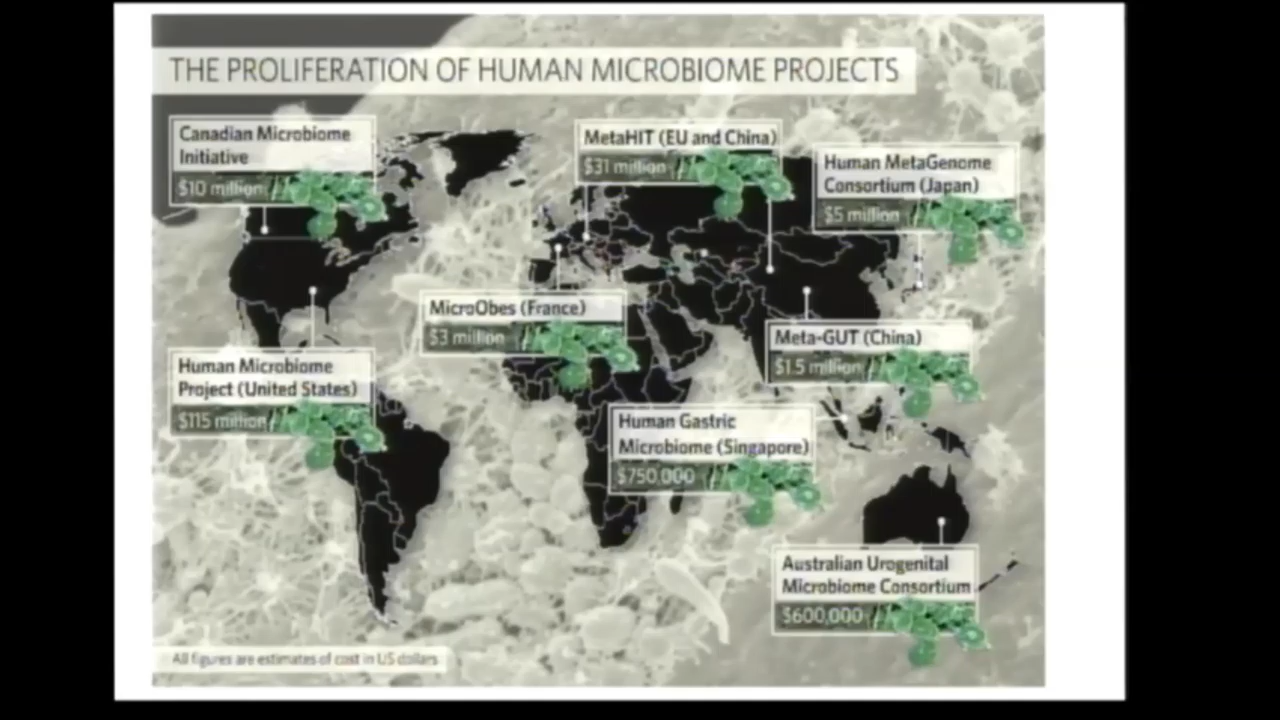 THE PROLIFERATION OF HUMAN MICROBIOME PROJECTS
Canadian Microbiome
Initiative
$10 million
MetaHIT (EU and China)
$31 million
Human MetaGenome
Consortium (Japan)
$5 million
MicroObes (France)
$3 million
Meta-GUT (China)
$1.5 million
Human Microbiome
Project (United States)
$115 million
Human Gastric
Microbiome (Singapore)
$750,000
Australian Urogenital
Microbiome Consortium
$600,000
All figures are estimates of cost in US dollars